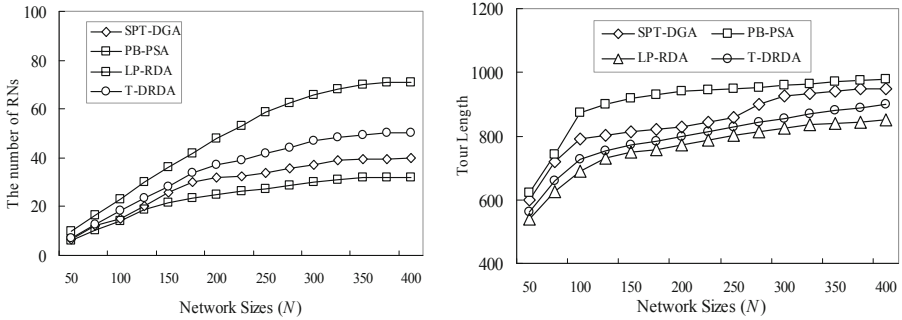 100
80
60
40
20
0
The number of RNs
SPT-DGA
PB-PSA
LP-RDA
T-DRDA
50 100 150 200 250 300 350 400
Network Sizes (N)
1200
1000
800
600
400
Tour Length
SPT-DGA PB-PSA
LP-RDA T-DRDA
50 100 150 200 250 300 350 400
Network Sizes (N)